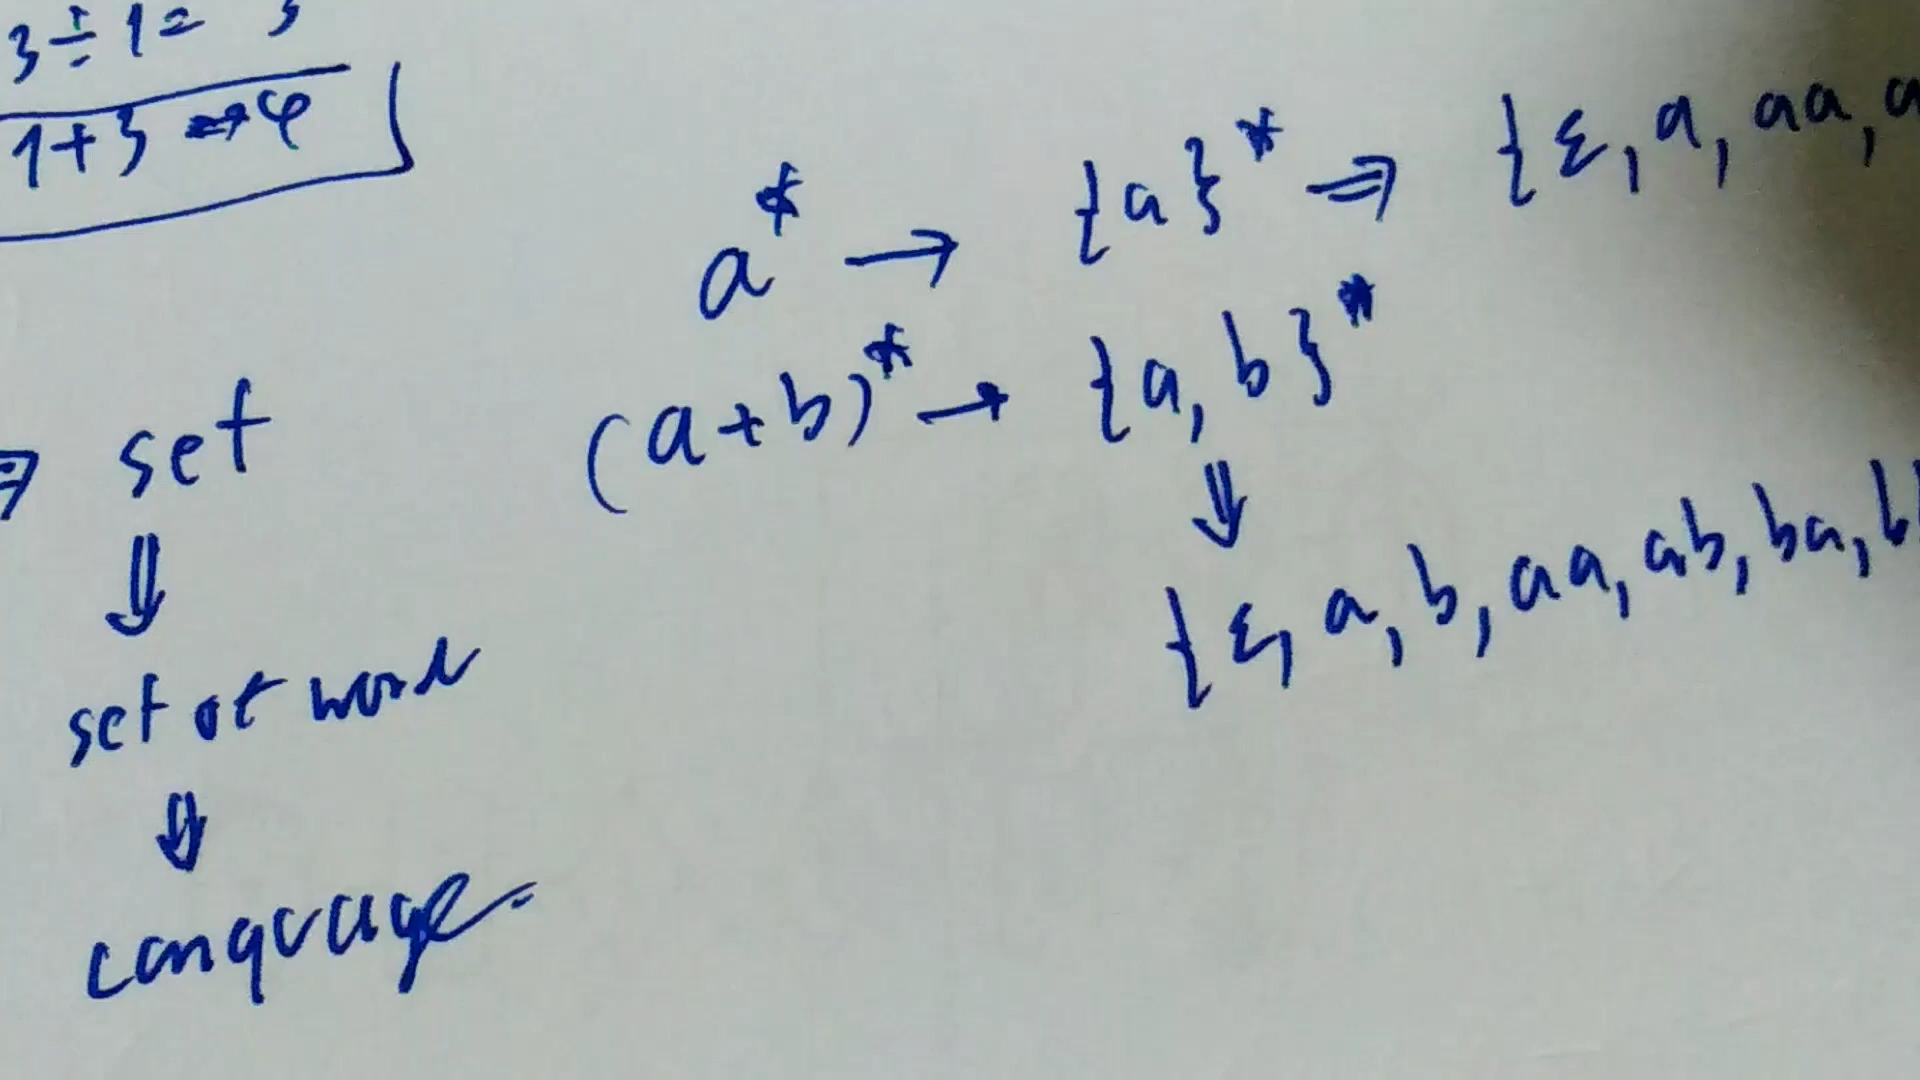 3 ÷ 1 = 3
1+3 → 4
a* → {a}* ⇒ {ε, a, aa, a
(a+b)* → {a, b}*
⇓
{ε, a, b, aa, ab, ba, b
⇒ set
⇓
set of word
⇓
Language